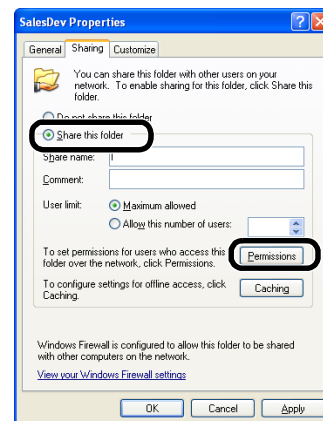 SalesDev Properties
General Sharing Customize
You can share this folder with other users on your
network. To enable sharing for this folder, click Share this
folder.
Do not share this folder
Share this folder
Share name:
Comment:
User limit: Maximum allowed
Allow this number of users:
To set permissions for users who access this
folder over the network, click Permissions.
Permissions
To configure settings for offline access, click
Caching.
Caching
Windows Firewall is configured to allow this folder to be shared
with other computers on the network.
View your Windows Firewall settings
OK Cancel Apply